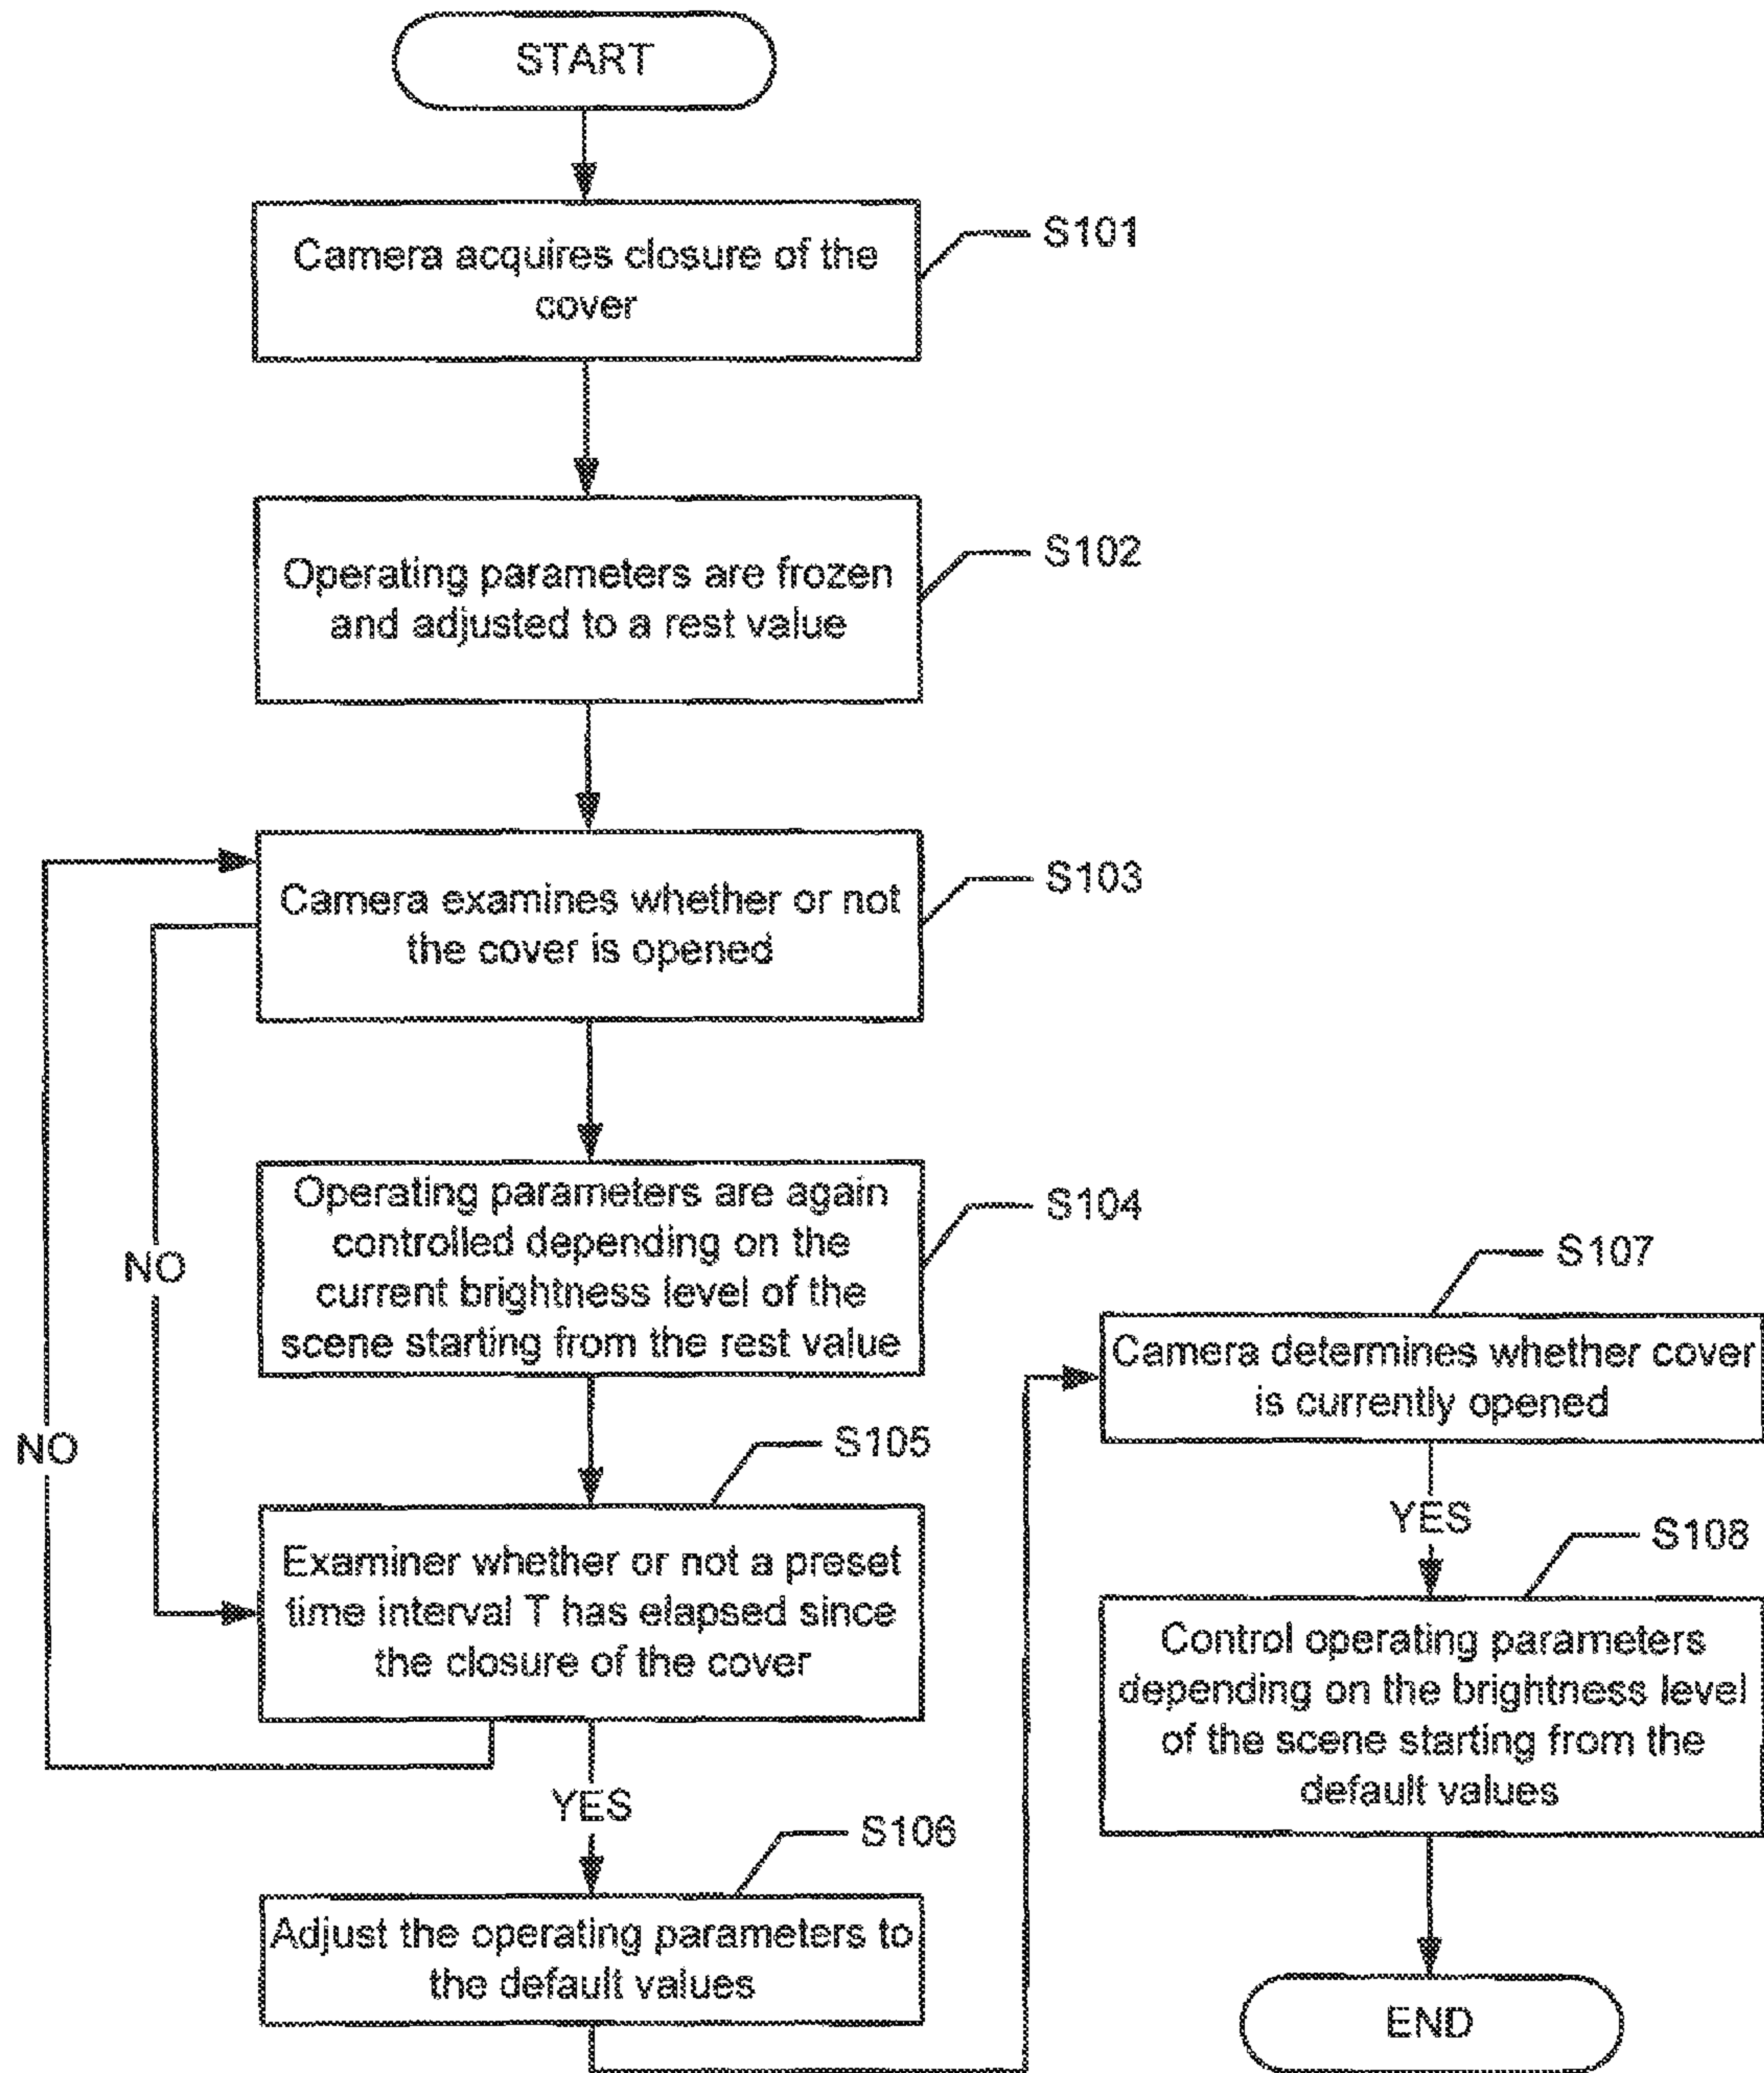 START
Camera acquires closure of the
cover
S101
Operating parameters are frozen
and adjusted to a rest value
S102
Camera examines whether or not
the cover is opened
S103
NO
Operating parameters are again
controlled depending on the
current brightness level of the
scene starting from the rest value
S104
NO
Examiner whether or not a preset
time interval T has elapsed since
the closure of the cover
S105
YES
Adjust the operating parameters to
the default values
S106
Camera determines whether cover
is currently opened
S107
YES
Control operating parameters
depending on the brightness level
of the scene starting from the
default values
S108
END